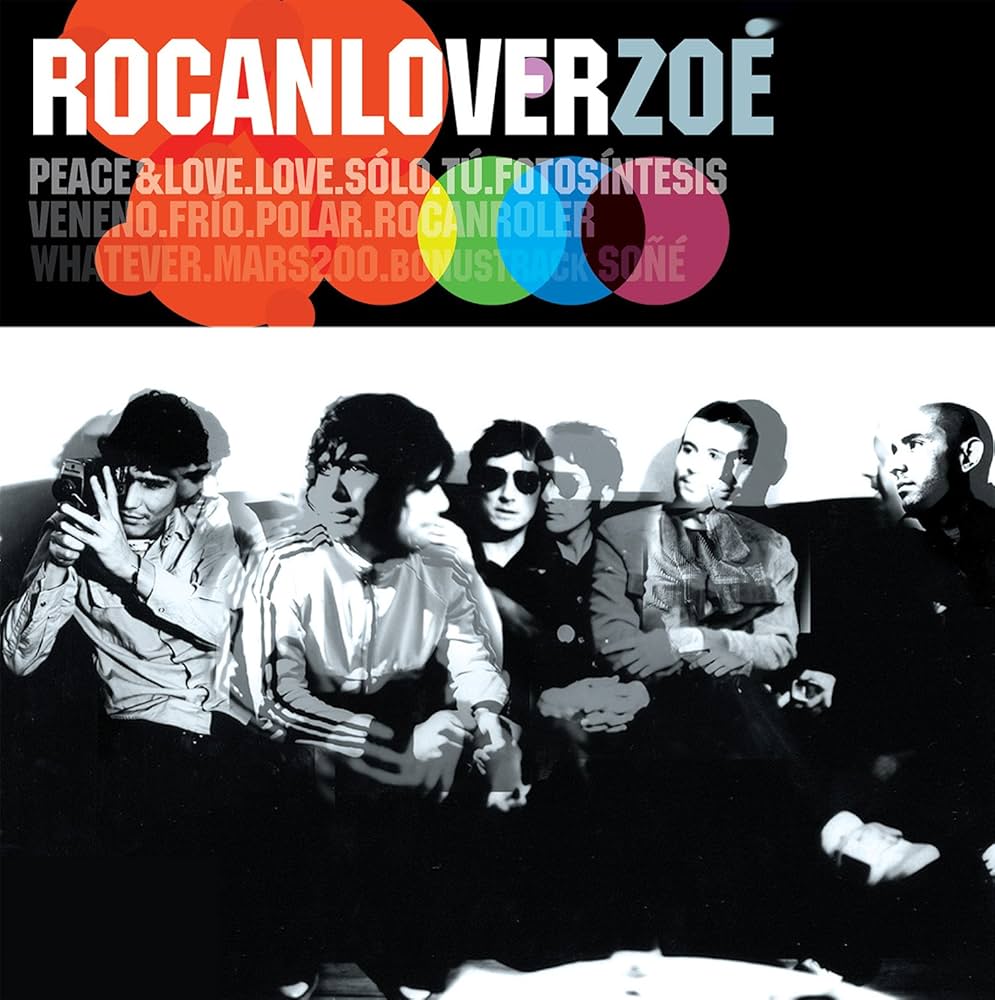 ROCANLOVERZOÉ
PEACE&LOVE.LOVE.SÓLO.TÚ.FOTOSÍNTESIS
VENENO.FRÍO.POLAR.ROCANROLER
WHATEVER.MARS200.BONUSTRACK SOÑÉ